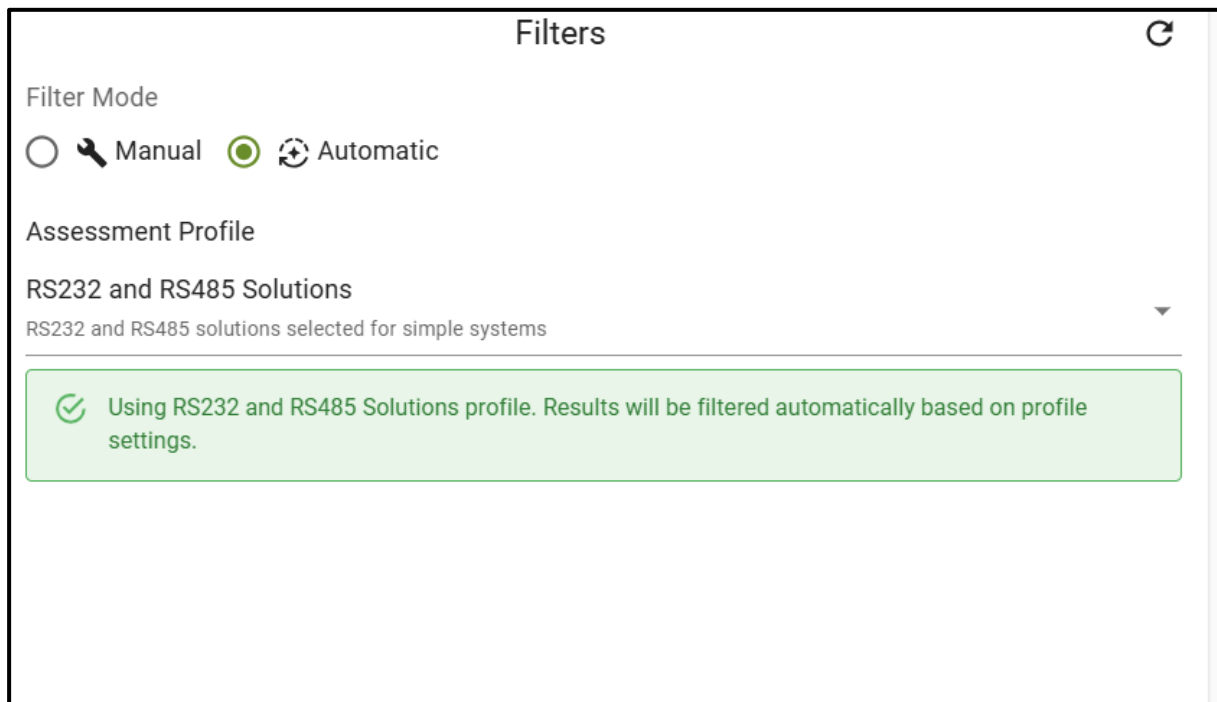 Filters
Filter Mode
Manual Automatic
Assessment Profile
RS232 and RS485 Solutions
RS232 and RS485 solutions selected for simple systems
Using RS232 and RS485 Solutions profile. Results will be filtered automatically based on profile
settings.